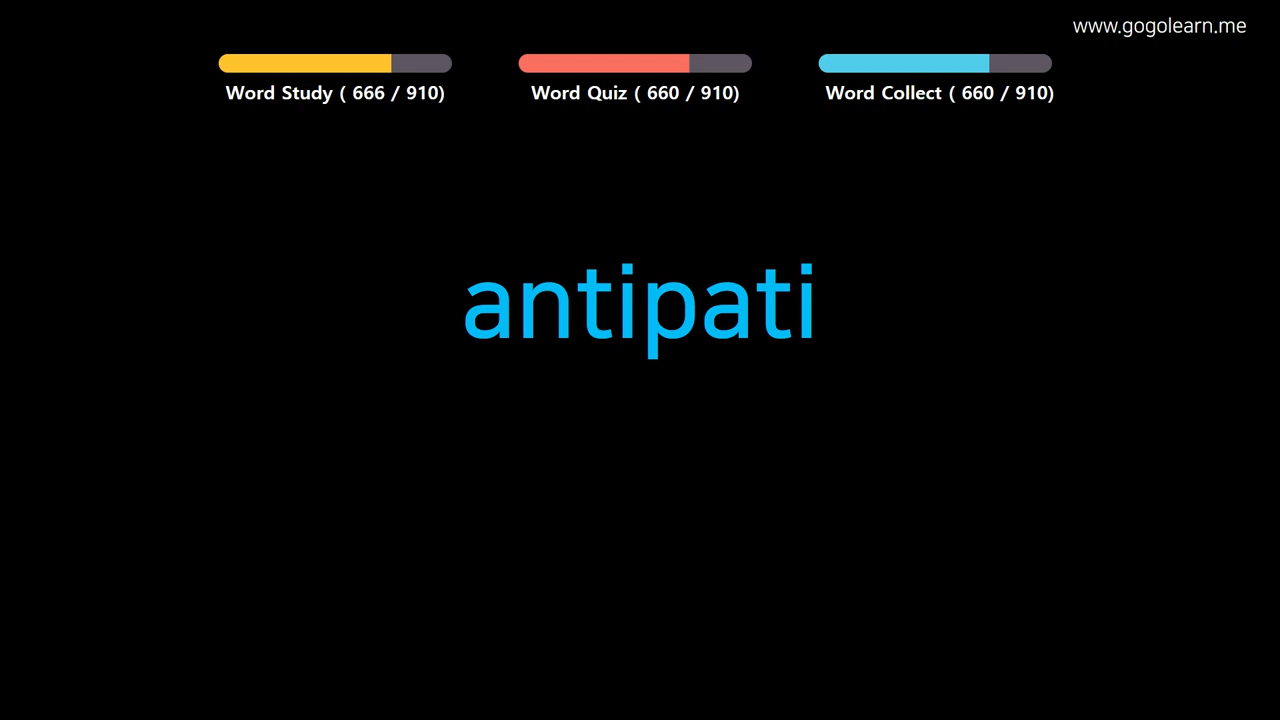 www.gogolearn.me
Word Study ( 666 / 910)
Word Quiz ( 660 / 910)
Word Collect ( 660 / 910)
antipati